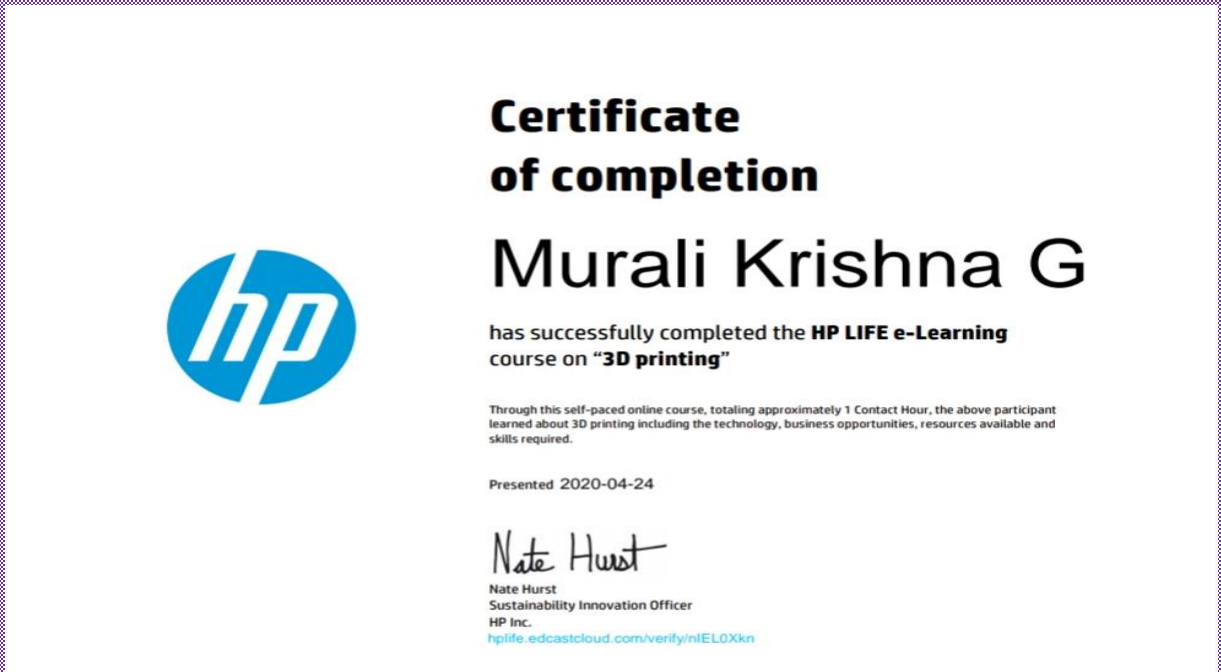 Certificate
of completion
hp
Murali Krishna G
has successfully completed the HP LIFE e-Learning
course on “3D printing”
Through this self-paced online course, totaling approximately 1 Contact Hour, the above participant
learned about 3D printing including the technology, business opportunities, resources available and
skills required.
Presented 2020-04-24
Nate Hurst
Nate Hurst
Sustainability Innovation Officer
HP Inc.
hplife.edcastcloud.com/verify/nIEL0Xkn